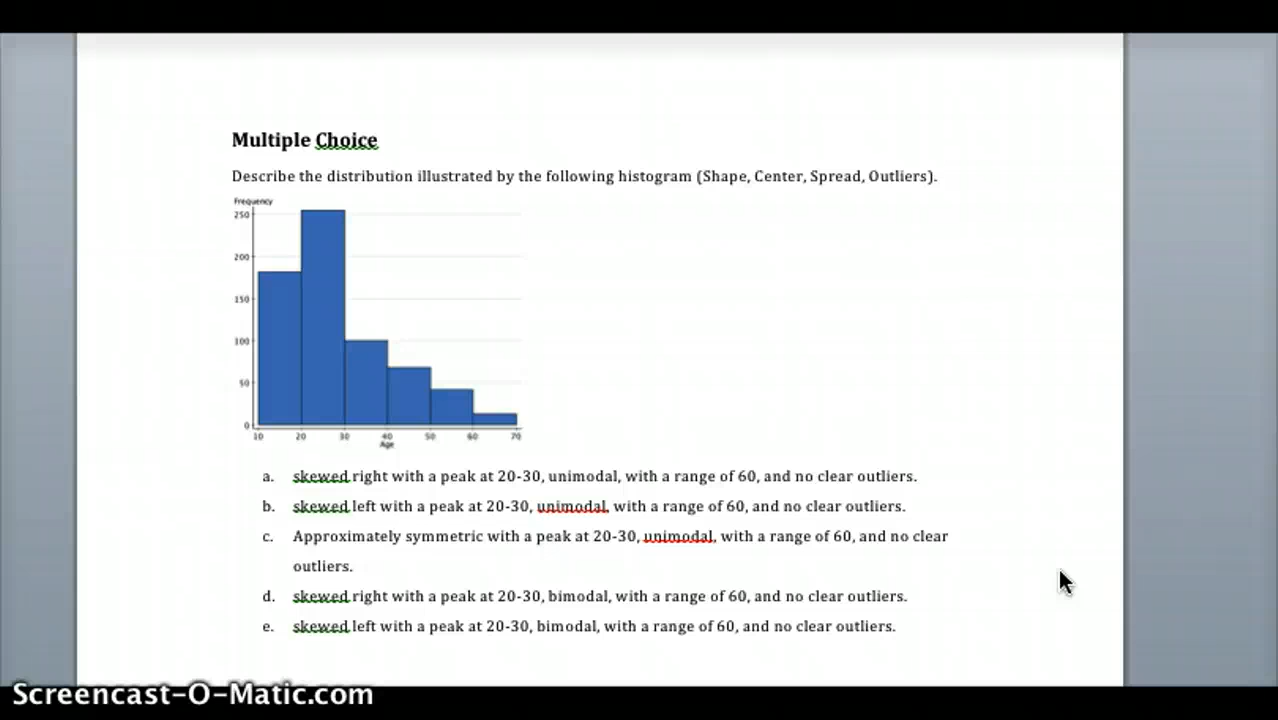 Multiple Choice
Describe the distribution illustrated by the following histogram (Shape, Center, Spread, Outliers).
Frequency
250
200
150
100
50
0
10 20 30 40 50 60 70
Age
a. skewed right with a peak at 20-30, unimodal, with a range of 60, and no clear outliers.
b. skewed left with a peak at 20-30, unimodal, with a range of 60, and no clear outliers.
c. Approximately symmetric with a peak at 20-30, unimodal, with a range of 60, and no clear
outliers.
d. skewed right with a peak at 20-30, bimodal, with a range of 60, and no clear outliers.
e. skewed left with a peak at 20-30, bimodal, with a range of 60, and no clear outliers.
Screencast-O-Matic.com